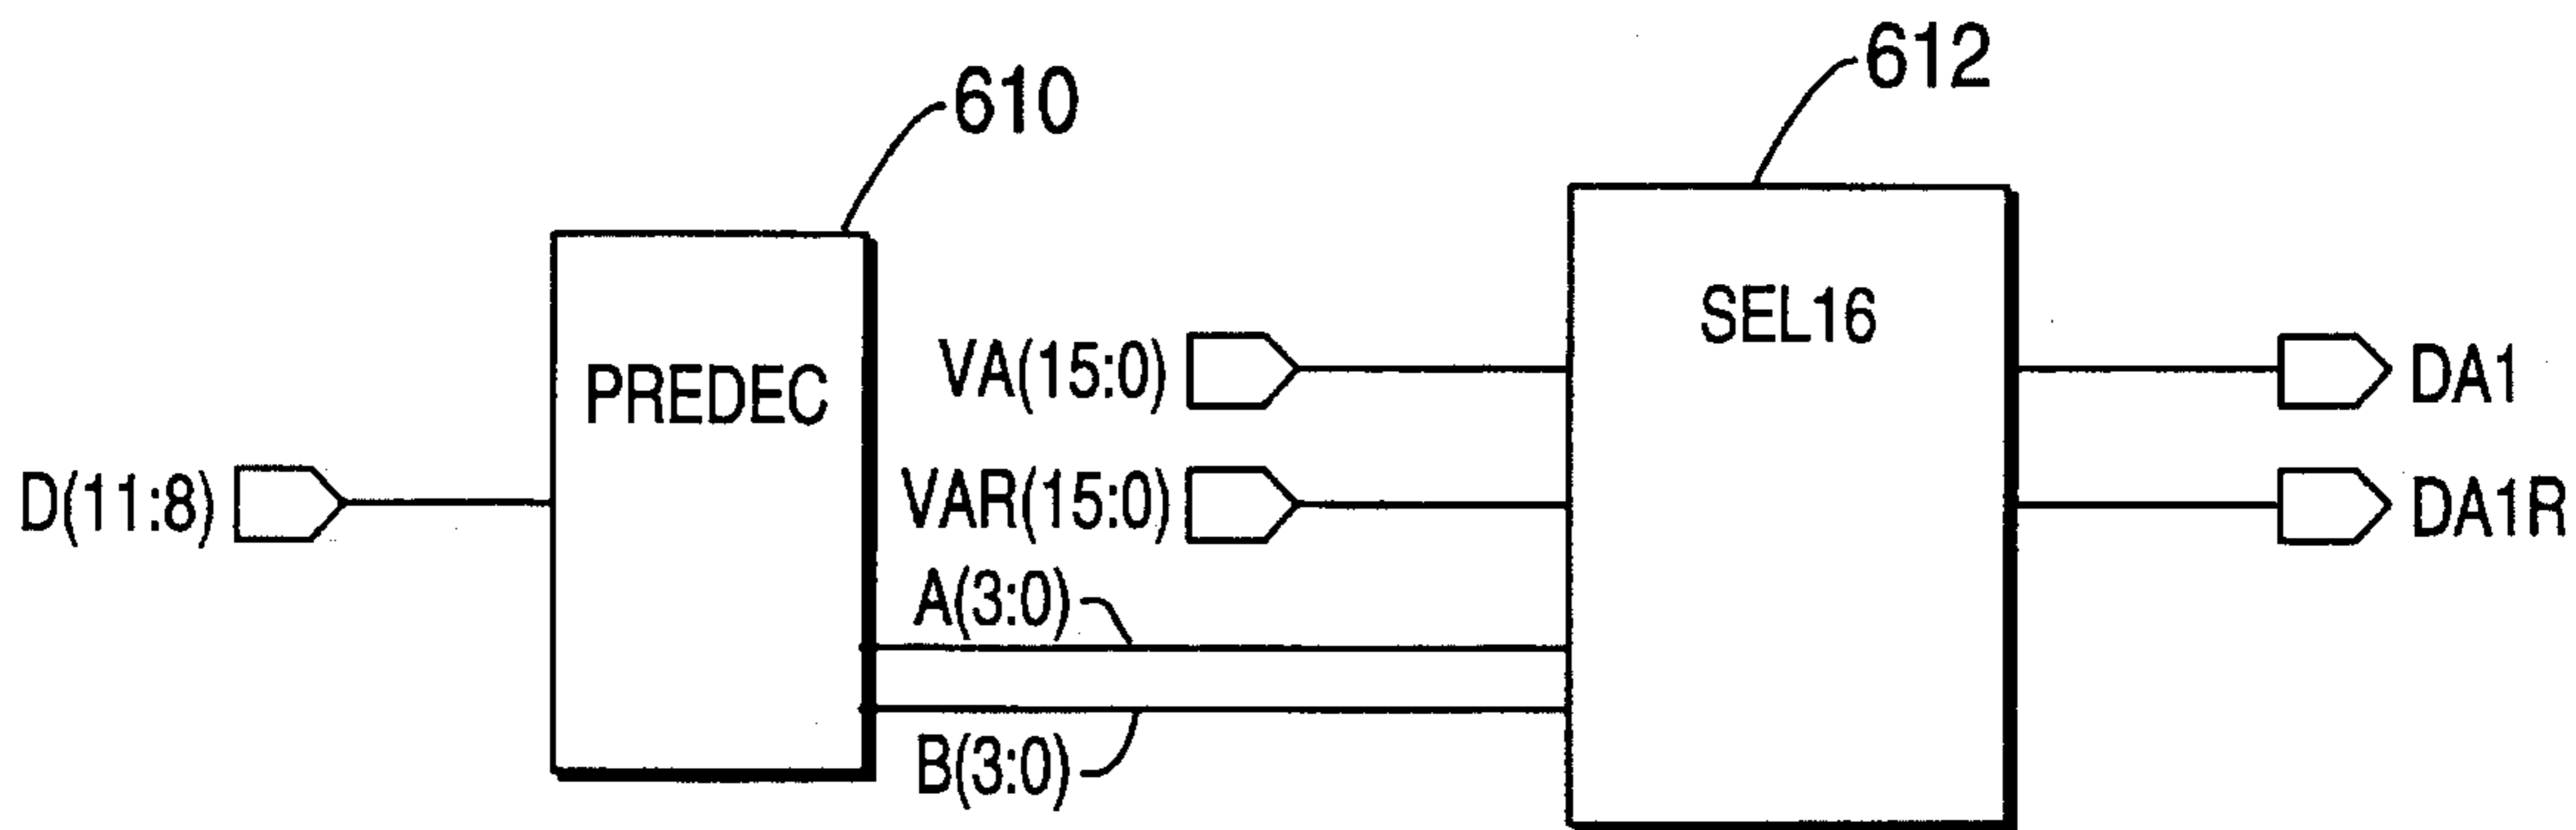 610
612
PREDEC
SEL16
D(11:8)
VA(15:0)
VAR(15:0)
A(3:0)
B(3:0)
DA1
DA1R